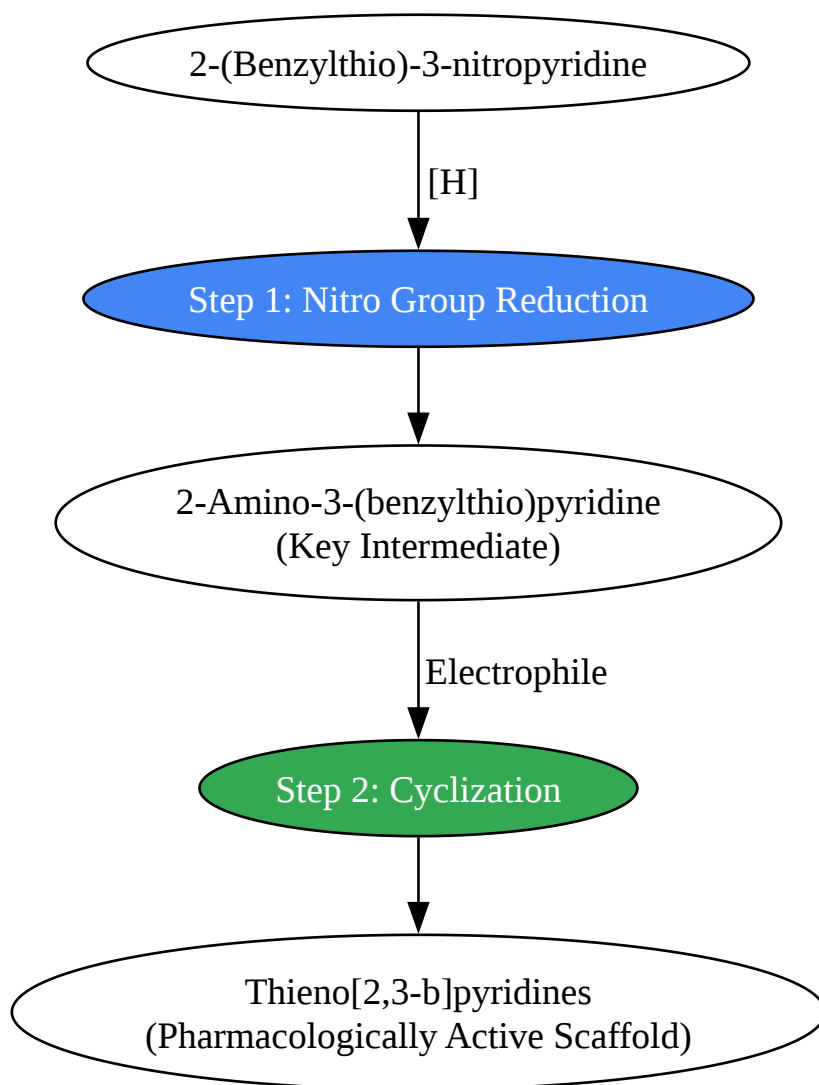 2-(Benzylthio)-3-nitropyridine
[H]
Step 1: Nitro Group Reduction
2-Amino-3-(benzylthio)pyridine
(Key Intermediate)
Electrophile
Step 2: Cyclization
Thieno[2,3-b]pyridines
(Pharmacologically Active Scaffold)